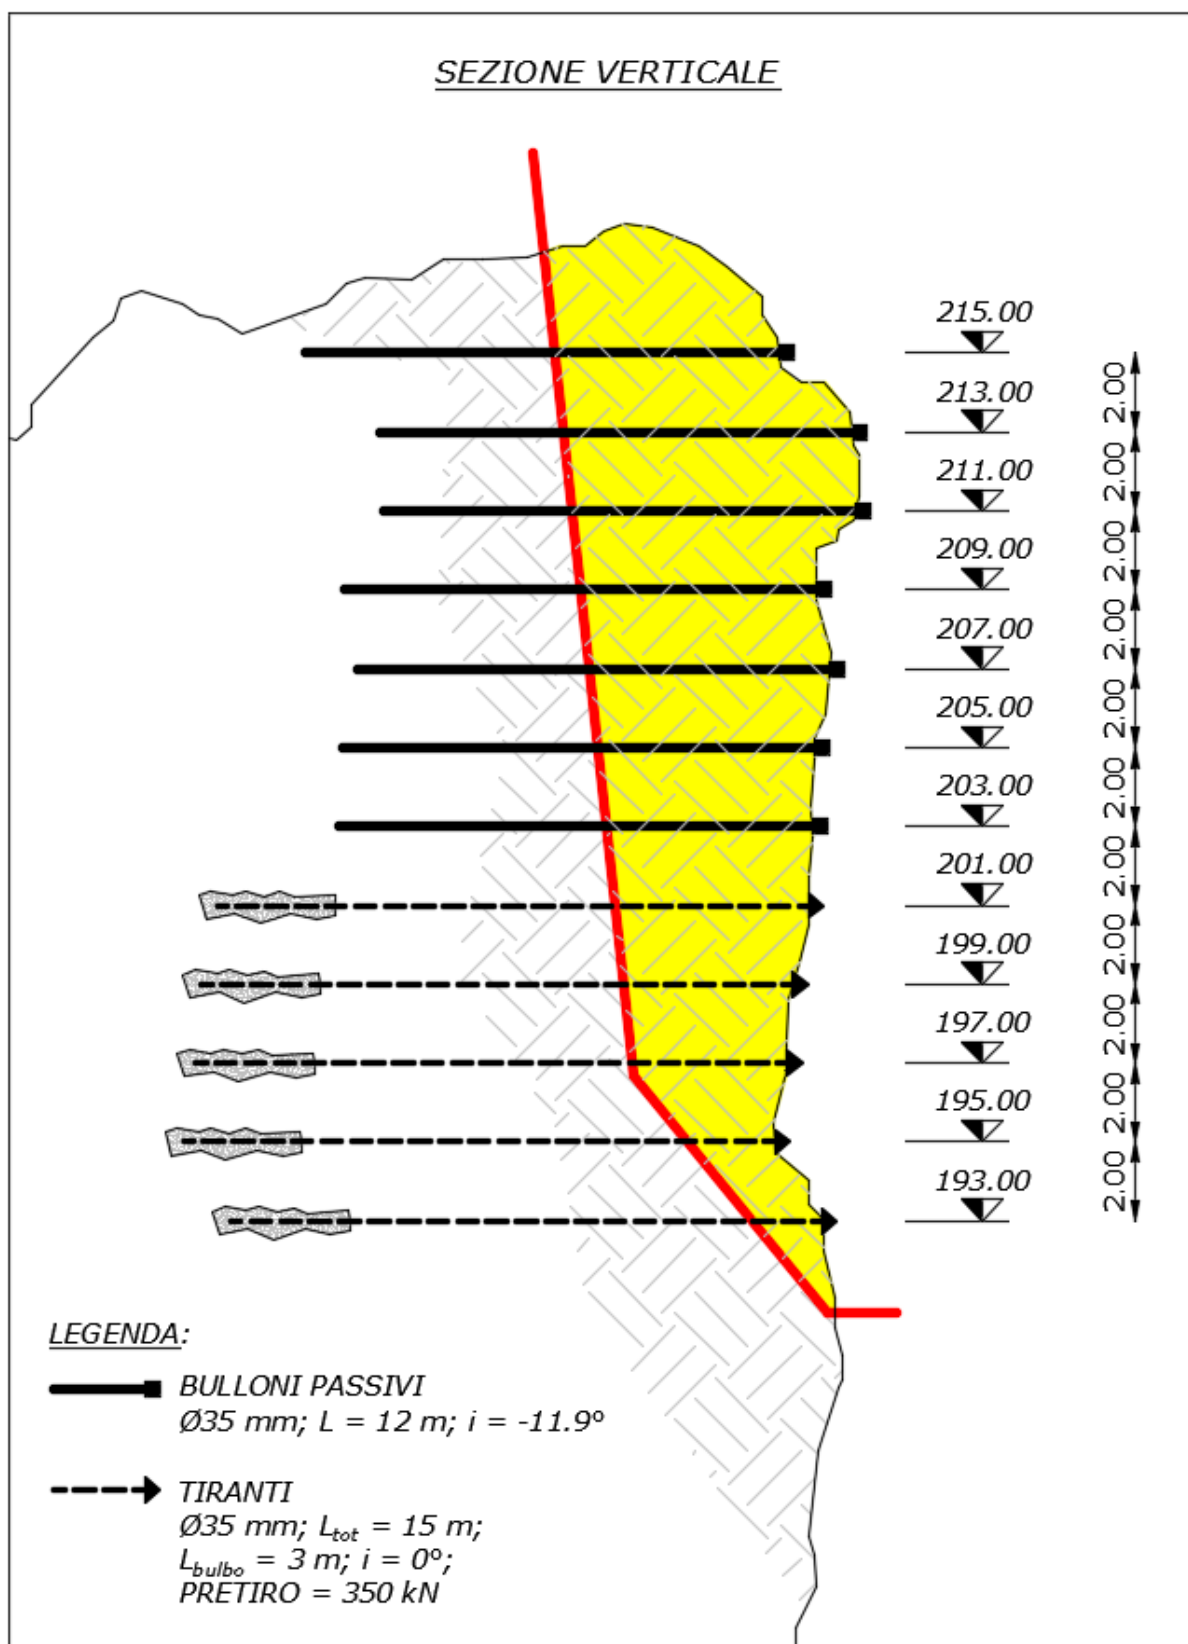 SEZIONE VERTICALE
215.00
2.00
213.00
2.00
211.00
2.00
209.00
2.00
207.00
2.00
205.00
2.00
203.00
2.00
201.00
2.00
199.00
2.00
197.00
2.00
195.00
2.00
193.00
LEGENDA:
BULLONI PASSIVI
Ø35 mm; L = 12 m; i = -11.9°
TIRANTI
Ø35 mm; Ltot = 15 m;
Lbulbo = 3 m; i = 0°;
PRETIRO = 350 kN